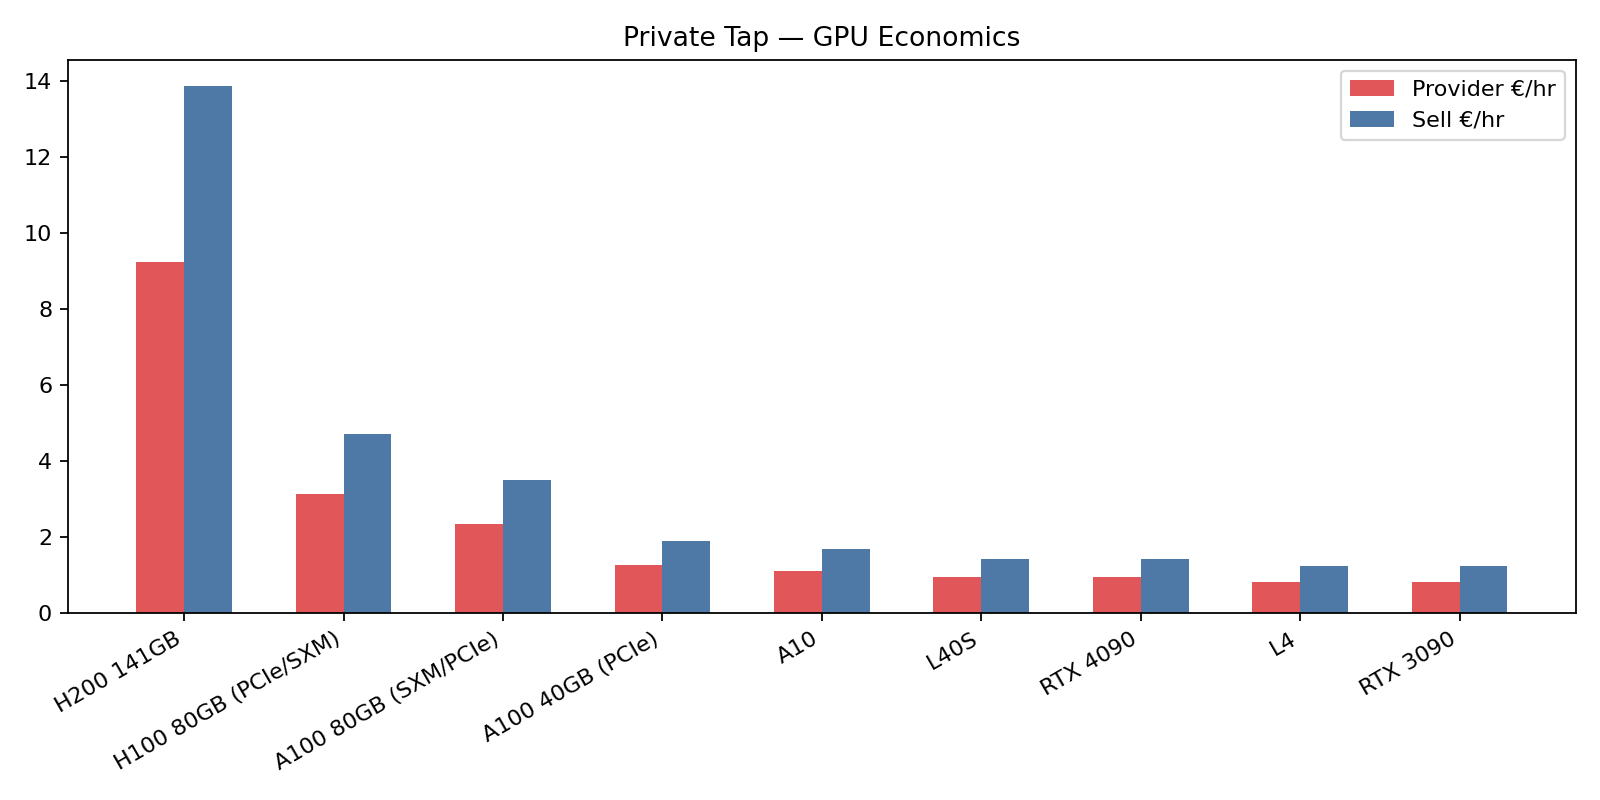 Private Tap — GPU Economics
Provider €/hr
Sell €/hr
14
12
10
8
6
4
2
0
H200 141GB
H100 80GB (PCIe/SXM)
A100 80GB (SXM/PCIe)
A100 40GB (PCIe)
A10
L40S
RTX 4090
L4
RTX 3090